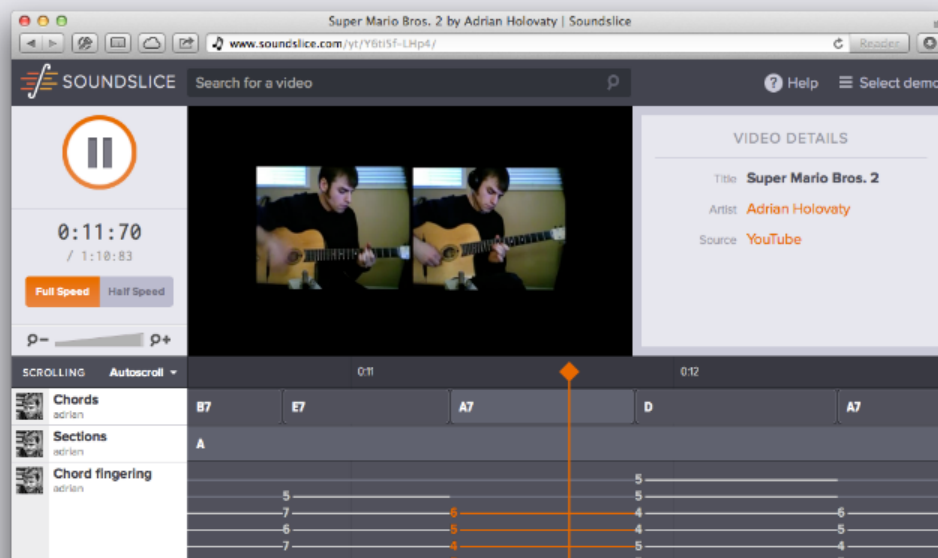 Super Mario Bros. 2 by Adrian Holovaty | Soundslice
www.soundslice.com/yt/Y6ti5f-LHp4/
Reader
SOUNDSLICE
Search for a video
Help
Select demo
0:11:70
/ 1:10:83
Full Speed
Half Speed
VIDEO DETAILS
Title Super Mario Bros. 2
Artist Adrian Holovaty
Source YouTube
SCROLLING Autoscroll
0:11
0:12
Chords
adrian
B7 E7 A7 D A7
Sections
adrian
A
Chord fingering
adrian
5
5 5
7 6 4 6
6 5 4 5
7 4 5 4